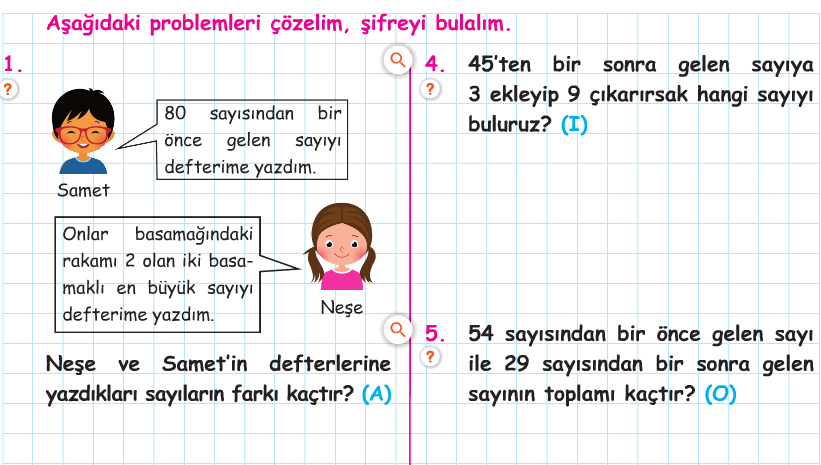 Aşağıdaki problemleri çözelim, şifreyi bulalım.
1.
?
80 sayısından bir
önce gelen sayıyı
defterime yazdım.
Samet
Onlar basamağındaki
rakamı 2 olan iki basa-
maklı en büyük sayıyı
defterime yazdım.
Neşe
Neşe ve Samet'in defterlerine
yazdıkları sayıların farkı kaçtır? (A)
4.
?
45'ten bir sonra gelen sayıya
3 ekleyip 9 çıkarırsak hangi sayıyı
buluruz? (I)
5.
?
54 sayısından bir önce gelen sayı
ile 29 sayısından bir sonra gelen
sayının toplamı kaçtır? (O)